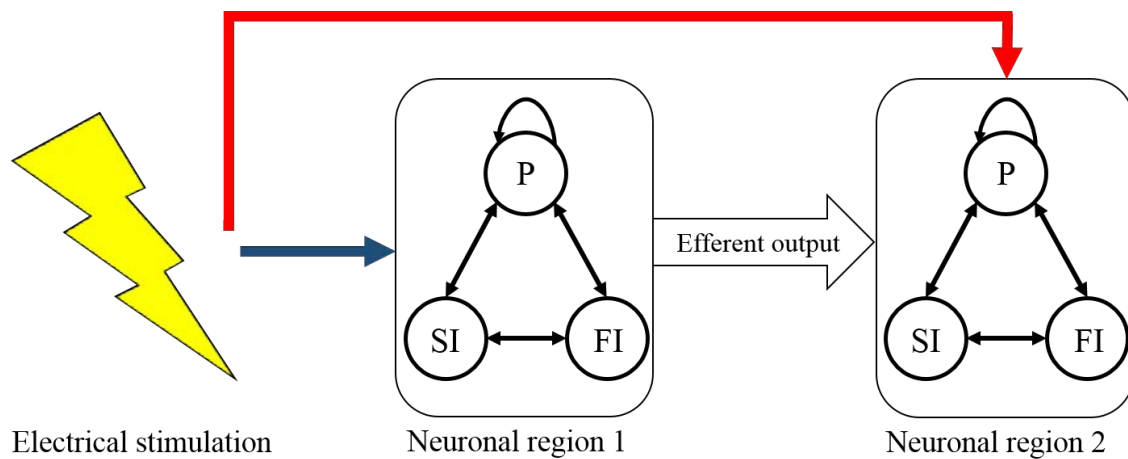 P
P
Efferent output
SI
FI
SI
FI
Electrical stimulation
Neuronal region 1
Neuronal region 2